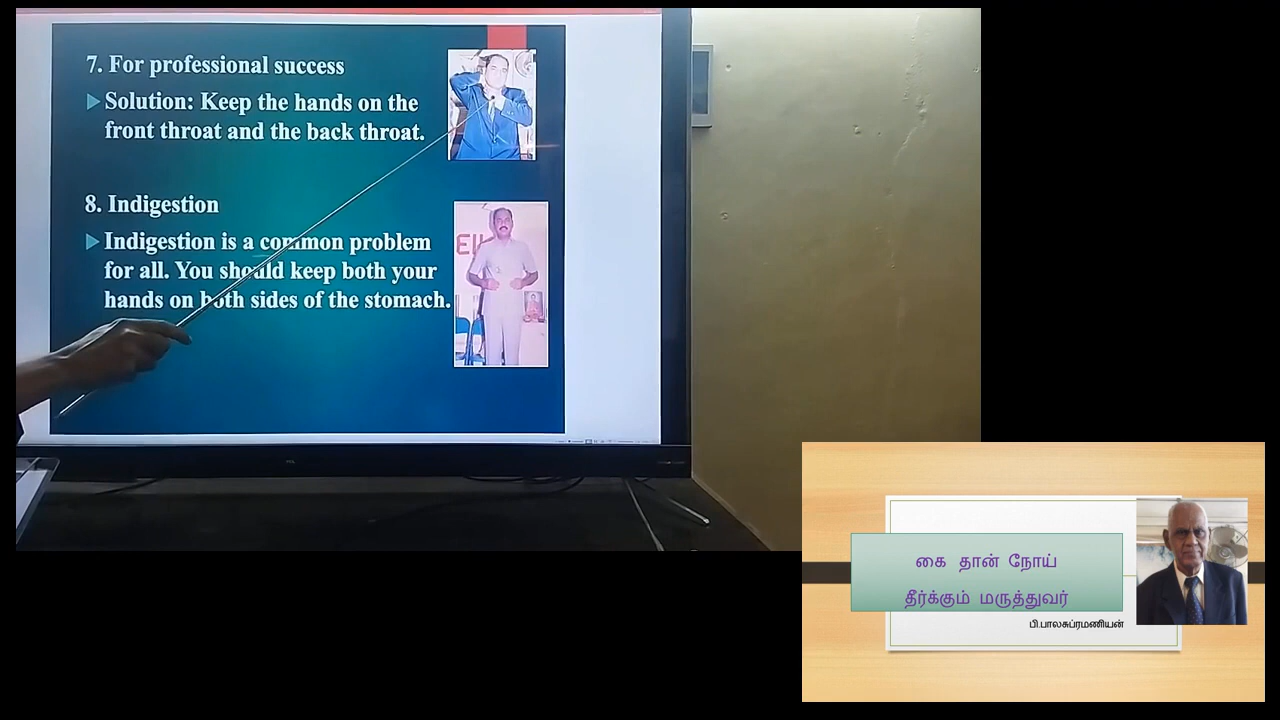 7. For professional success
Solution: Keep the hands on the
front throat and the back throat.
8. Indigestion
Indigestion is a common problem
for all. You should keep both your
hands on both sides of the stomach.
கை தான் நோய்
தீர்க்கும் மருத்துவர்
பி.பாலசுப்ரமணியன்